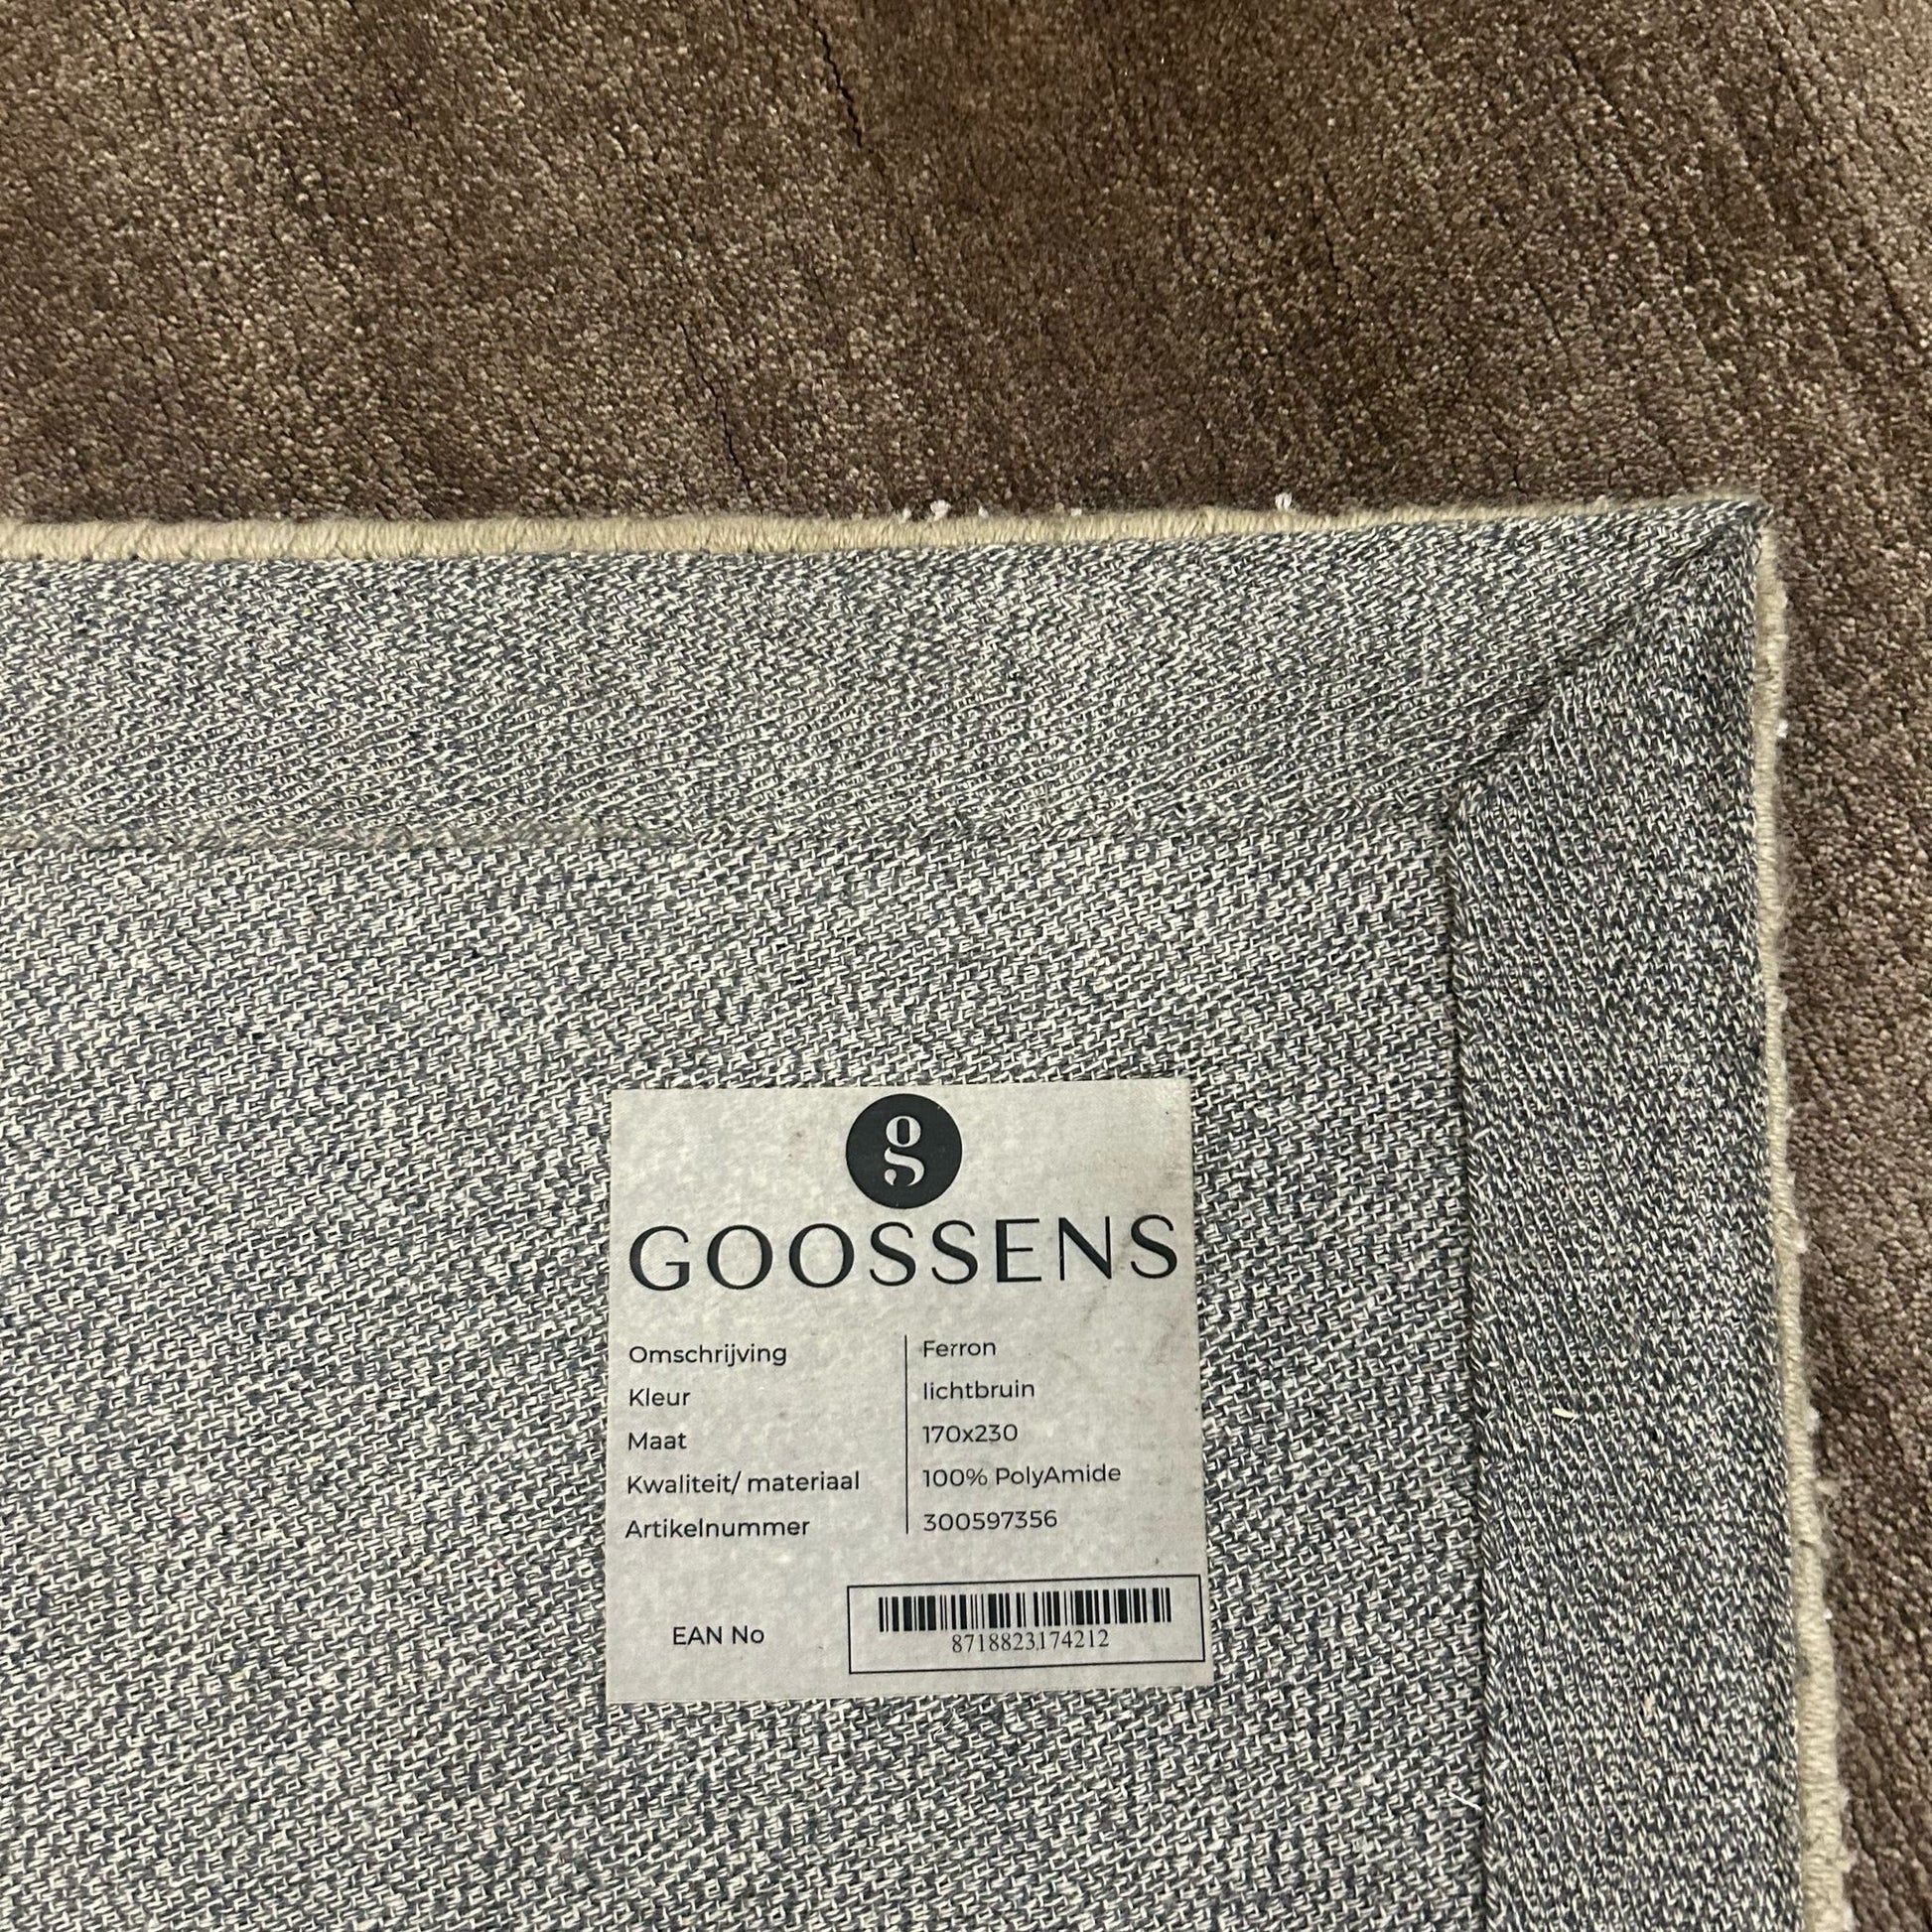 g
GOOSSENS
Omschrijving Ferron
Kleur lichtbruin
Maat 170x230
Kwaliteit/ materiaal 100% PolyAmide
Artikelnummer 300597356
EAN No 8718823174212